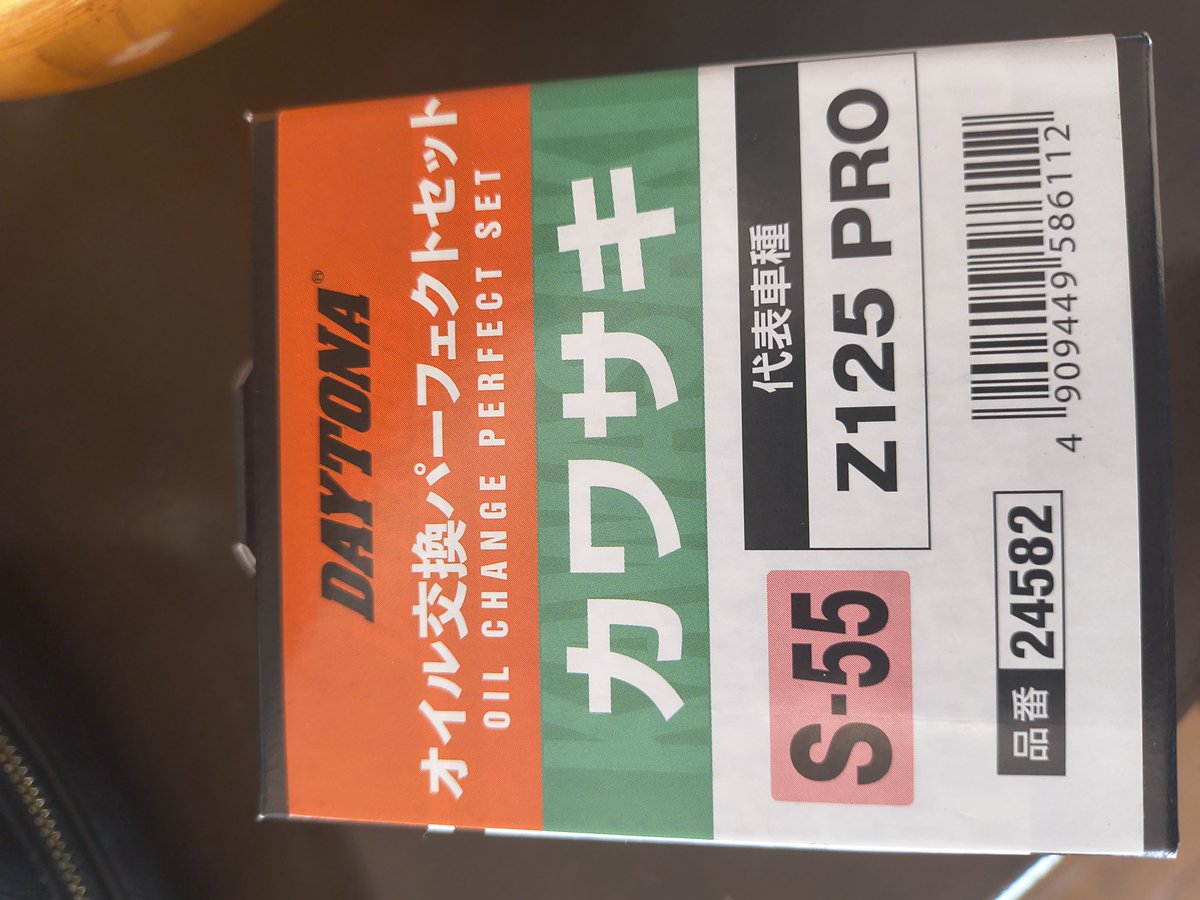 DAYTONA®
オイル交換パーフェクトセット
OIL CHANGE PERFECT SET
カワサキ
S-55
代表車種
Z125 PRO
品番 24582
4 909449 586112